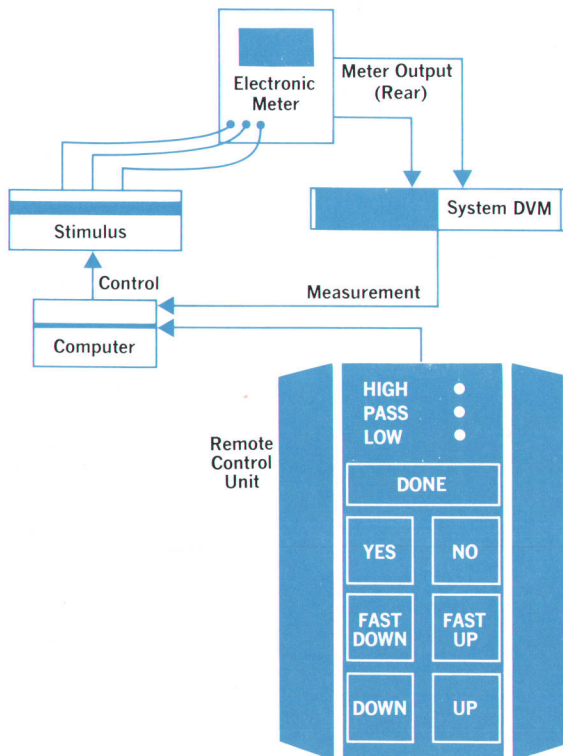 Electronic
Meter
Meter Output
(Rear)
Stimulus
System DVM
Control
Measurement
Computer
HIGH
PASS
LOW
Remote
Control
Unit
DONE
YES
NO
FAST
DOWN
FAST
UP
DOWN
UP